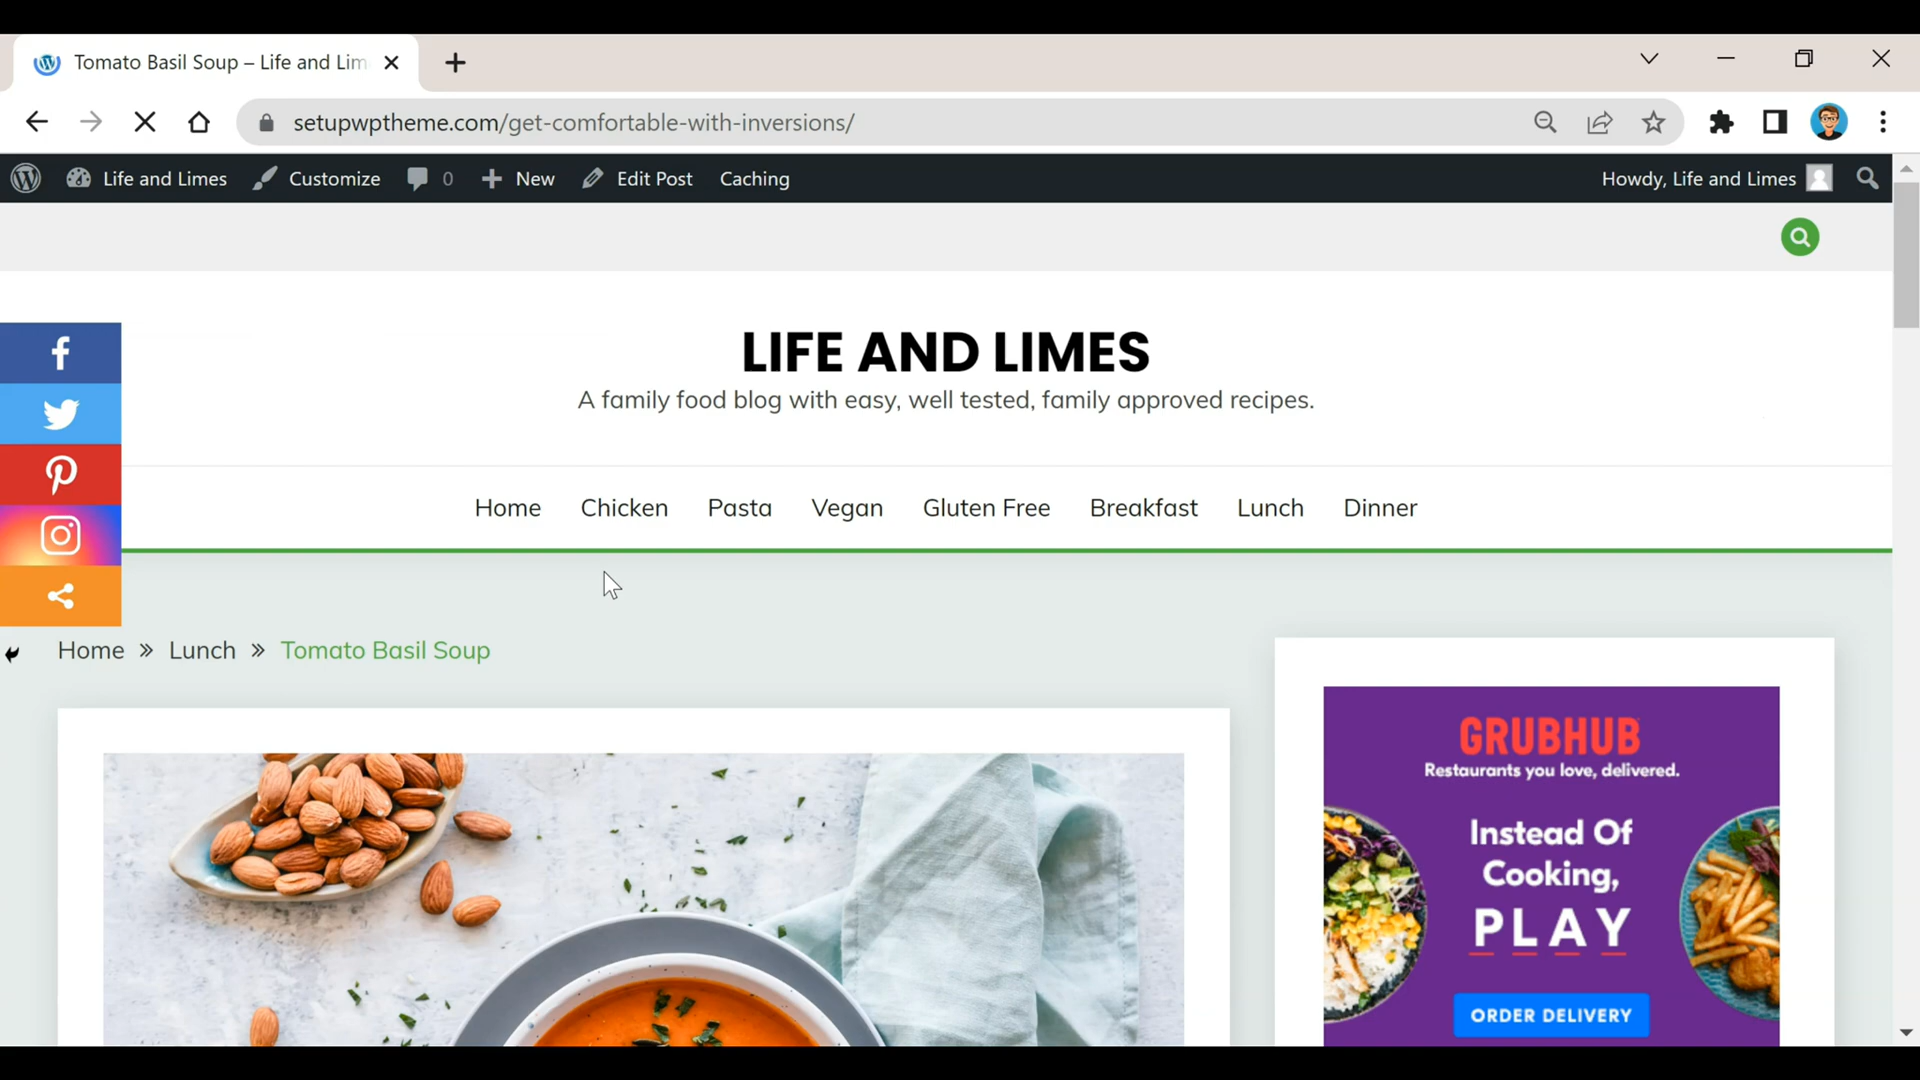 Tomato Basil Soup – Life and Lim
setupwptheme.com/get-comfortable-with-inversions/
Life and Limes Customize 0 New Edit Post Caching Howdy, Life and Limes
LIFE AND LIMES
A family food blog with easy, well tested, family approved recipes.
Home Chicken Pasta Vegan Gluten Free Breakfast Lunch Dinner
Home » Lunch » Tomato Basil Soup
GRUBHUB
Restaurants you love, delivered.
Instead Of
Cooking,
PLAY
ORDER DELIVERY